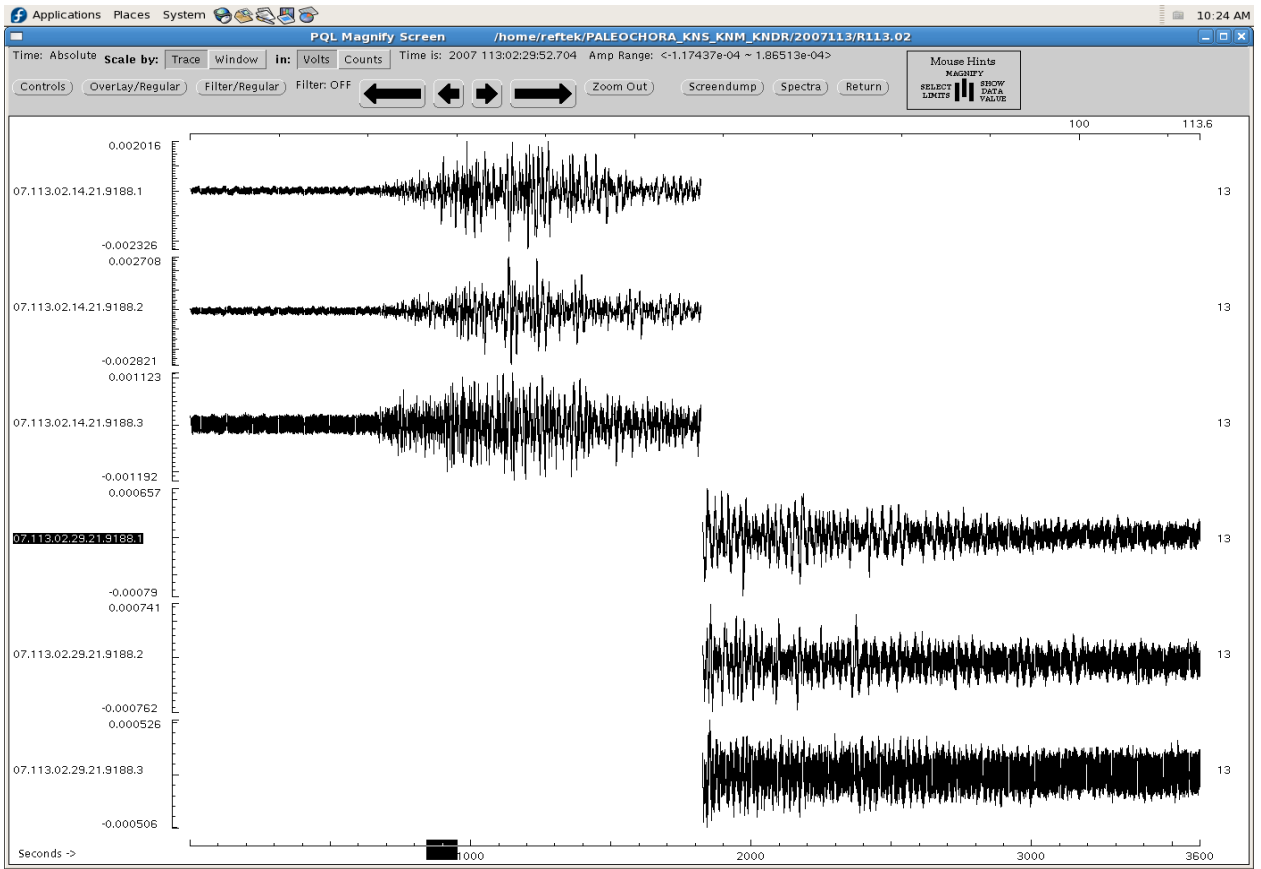 Applications Places System 10:24 AM
PQL Magnify Screen /home/reftek/PALEOCHORA_KNS_KNM_KNDR/2007113/R113.02
Time: Absolute Scale by: Trace Window in: Volts Counts Time is: 2007 113:02:29:52.704 Amp Range: <-1.17437e-04 ~ 1.86513e-04>
Controls OverLay/Regular Filter/Regular Filter: OFF Zoom Out Screendump Spectra Return
Mouse Hints
MAGNIFY
SELECT LIMITS
SHOW DATA VALUE
100 113.6
0.002016
07.113.02.14.21.9188.1 13
-0.002326
0.002708
07.113.02.14.21.9188.2 13
-0.002821
0.001123
07.113.02.14.21.9188.3 13
-0.001192
0.000657
07.113.02.29.21.9188.1 13
-0.00079
0.000741
07.113.02.29.21.9188.2 13
-0.000762
0.000526
07.113.02.29.21.9188.3 13
-0.000506
Seconds -> 1000 2000 3000 3600